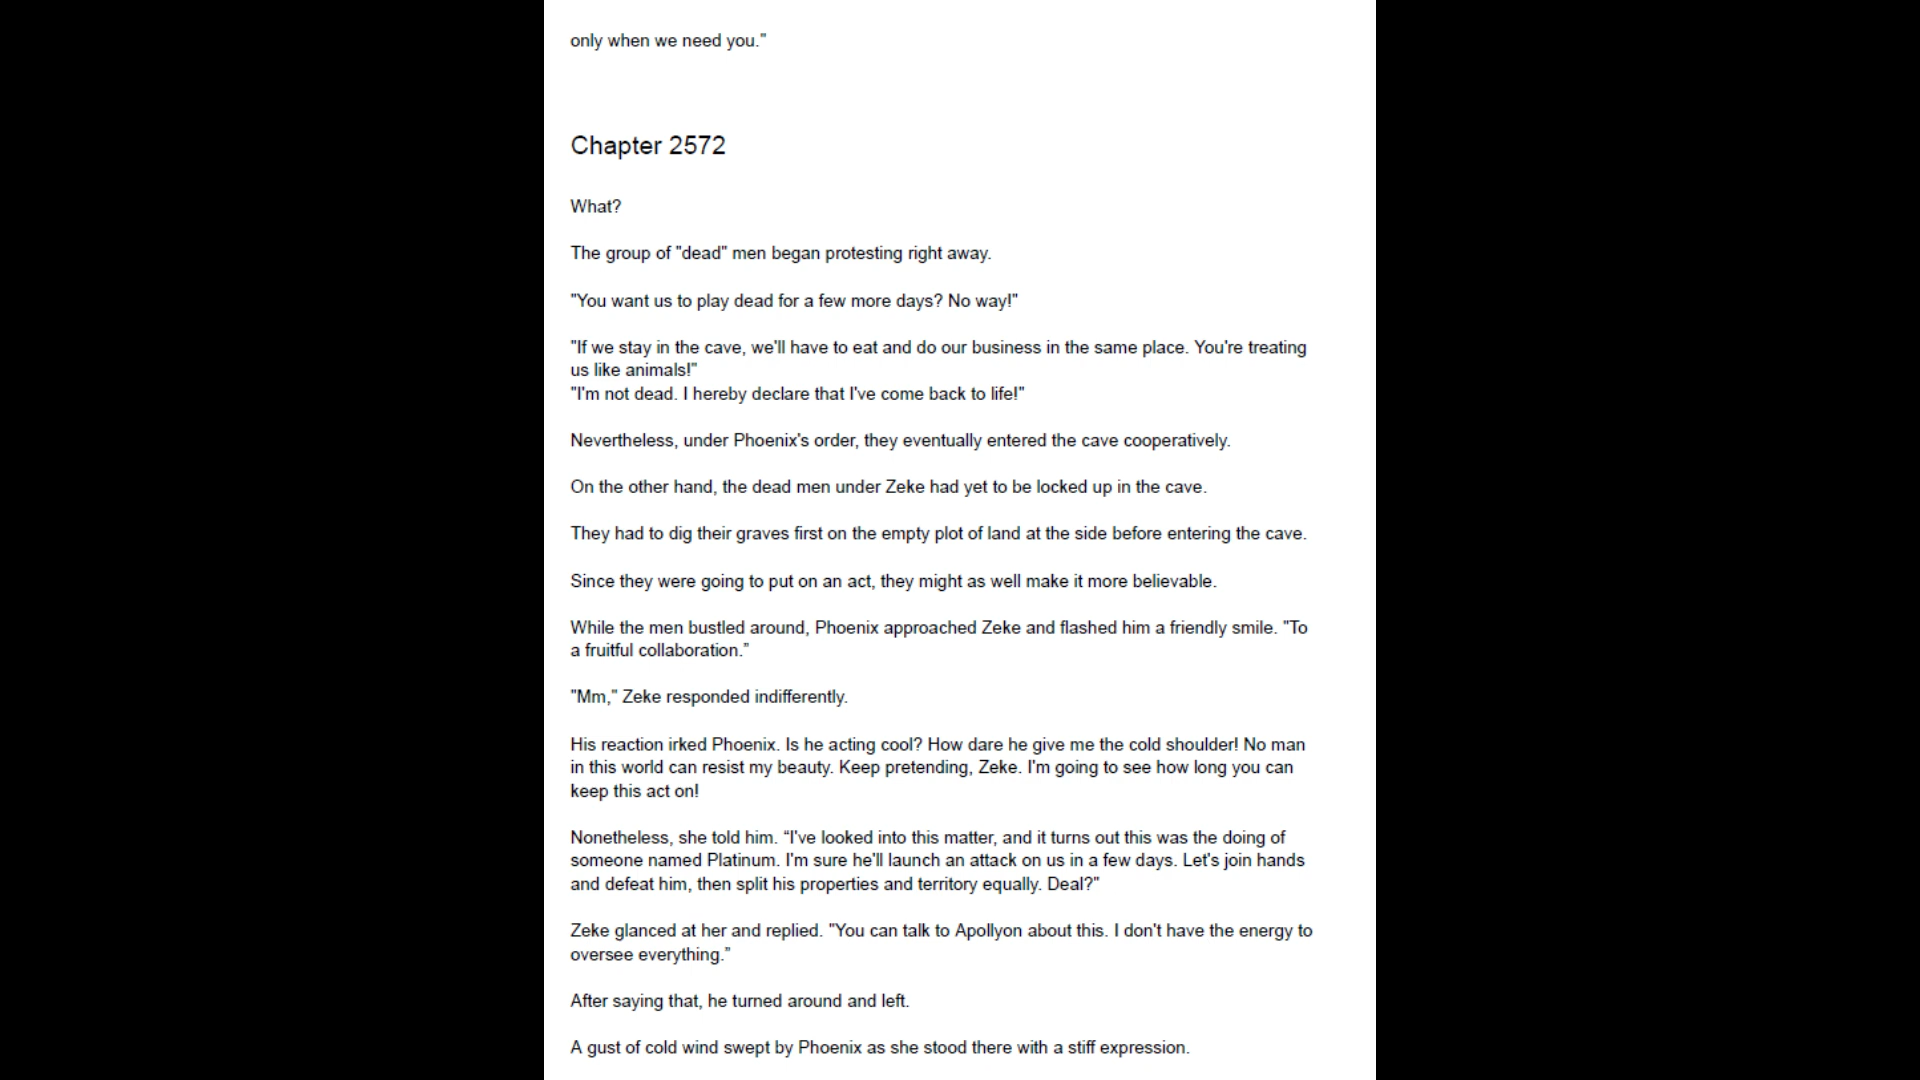 only when we need you."
Chapter 2572
What?
The group of "dead" men began protesting right away.
"You want us to play dead for a few more days? No way!"
"If we stay in the cave, we'll have to eat and do our business in the same place. You're treating
us like animals!"
"I'm not dead. I hereby declare that I've come back to life!"
Nevertheless, under Phoenix's order, they eventually entered the cave cooperatively.
On the other hand, the dead men under Zeke had yet to be locked up in the cave.
They had to dig their graves first on the empty plot of land at the side before entering the cave.
Since they were going to put on an act, they might as well make it more believable.
While the men bustled around, Phoenix approached Zeke and flashed him a friendly smile. "To
a fruitful collaboration.”
"Mm," Zeke responded indifferently.
His reaction irked Phoenix. Is he acting cool? How dare he give me the cold shoulder! No man
in this world can resist my beauty. Keep pretending, Zeke. I'm going to see how long you can
keep this act on!
Nonetheless, she told him. “I've looked into this matter, and it turns out this was the doing of
someone named Platinum. I'm sure he'll launch an attack on us in a few days. Let's join hands
and defeat him, then split his properties and territory equally. Deal?"
Zeke glanced at her and replied. "You can talk to Apollyon about this. I don't have the energy to
oversee everything.”
After saying that, he turned around and left.
A gust of cold wind swept by Phoenix as she stood there with a stiff expression.